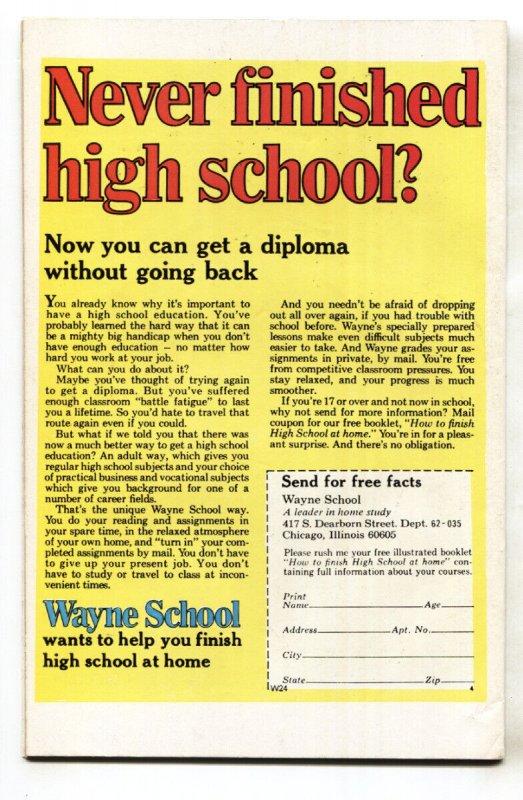 Never finished
high school?
Now you can get a diploma
without going back
You already know why it's important to
have a high school education. You've
probably learned the hard way that it can
be a mighty big handicap when you don't
have enough education — no matter how
hard you work at your job.
What can you do about it?
Maybe you've thought of trying again
to get a diploma. But you've suffered
enough classroom "battle fatigue" to last
you a lifetime. So you'd hate to travel that
route again even if you could.
But what if we told you that there was
now a much better way to get a high school
education? An adult way, which gives you
regular high school subjects and your choice
of practical business and vocational subjects
which give you background for one of a
number of career fields.
That's the unique Wayne School way.
You do your reading and assignments in
your spare time, in the relaxed atmosphere
of your own home, and "turn in" your com-
pleted assignments by mail. You don't have
to give up your present job. You don't
have to study or travel to class at incon-
venient times.
Wayne School
wants to help you finish
high school at home
And you needn't be afraid of dropping
out all over again, if you had trouble with
school before. Wayne's specially prepared
lessons make even difficult subjects much
easier to take. And Wayne grades your as-
signments in private, by mail. You're free
from competitive classroom pressures. You
stay relaxed, and your progress is much
smoother.
If you're 17 or over and not now in school,
why not send for more information? Mail
coupon for our free booklet, "How to finish
High School at home." You're in for a pleas-
ant surprise. And there's no obligation.
Send for free facts
Wayne School
A leader in home study
417 S. Dearborn Street. Dept. 62-035
Chicago, Illinois 60605
Please rush me your free illustrated booklet
"How to finish High School at home" con-
taining full information about your courses.
Print
Name Age
Address Apt. No.
City
State Zip
W24 4